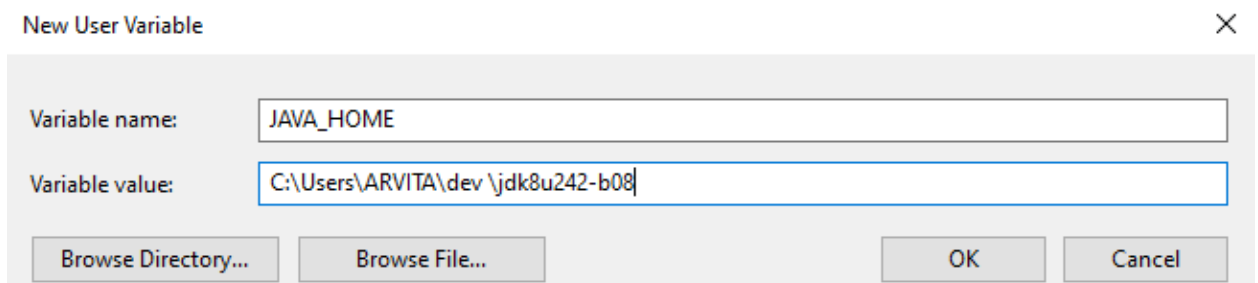 New User Variable
Variable name: JAVA_HOME
Variable value: C:\Users\ARVITA\dev \jdk8u242-b08
Browse Directory... Browse File... OK Cancel